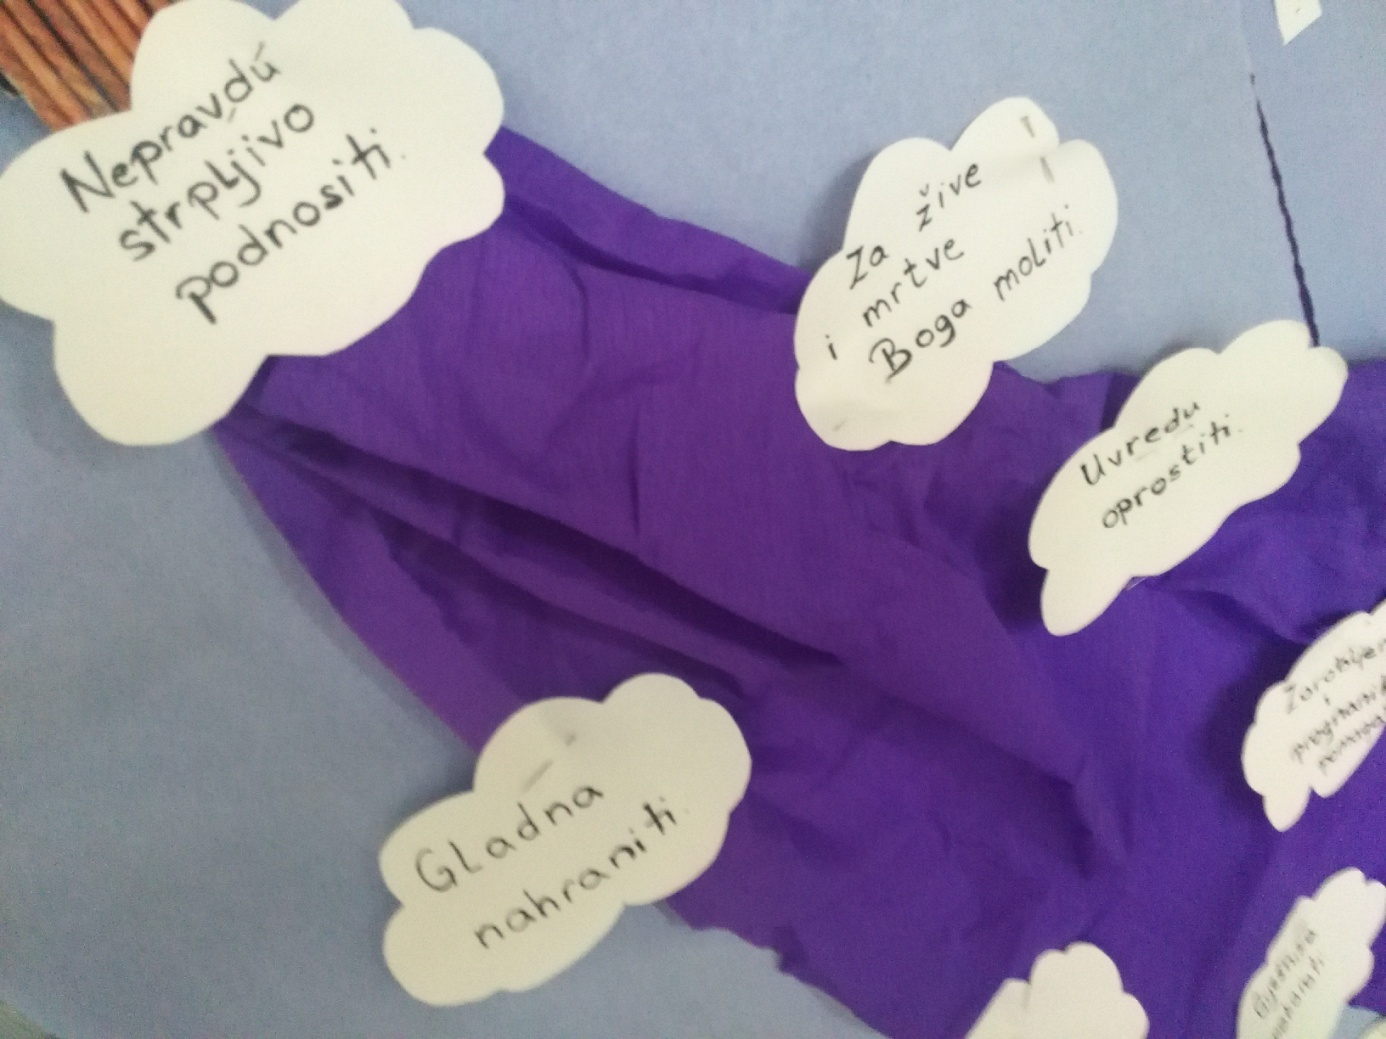 Nepravdu
strpljivo
podnositi.
Za žive
i mrtve
Boga moliti.
Uvredu
oprostiti.
Gladna
nahraniti.
i